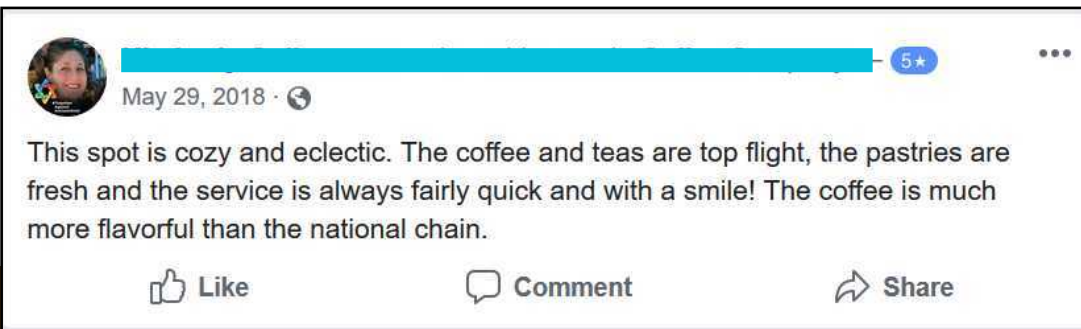 5★
May 29, 2018 ·
This spot is cozy and eclectic. The coffee and teas are top flight, the pastries are
fresh and the service is always fairly quick and with a smile! The coffee is much
more flavorful than the national chain.
Like Comment Share